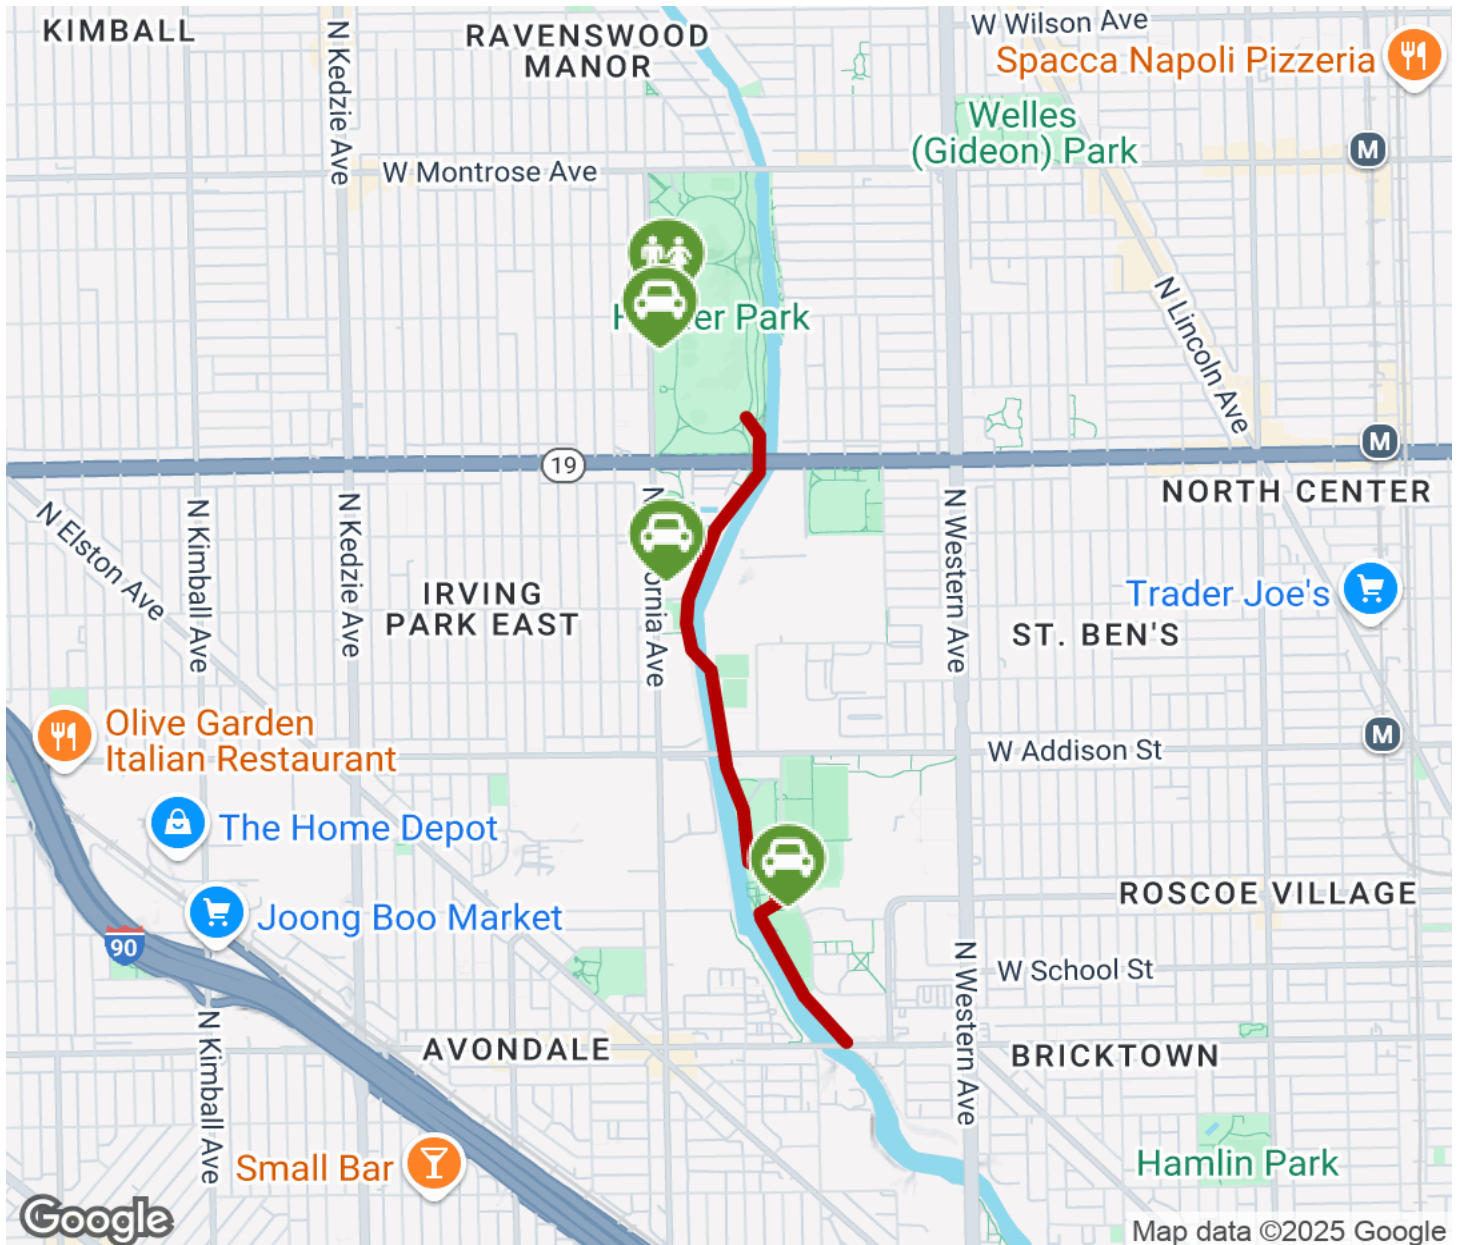 KIMBALL
RAVENSWOOD
MANOR
W Wilson Ave
Spacca Napoli Pizzeria
N Kedzie Ave
Welles
(Gideon) Park
W Montrose Ave
M
N Lincoln Ave
er Park
M
19
NORTH CENTER
N Elston Ave
N Kimball Ave
N Kedzie Ave
N
ornia Ave
N Western Ave
IRVING
PARK EAST
Trader Joe's
ST. BEN'S
Olive Garden
Italian Restaurant
W Addison St
M
The Home Depot
ROSCOE VILLAGE
Joong Boo Market
90
W School St
N Western Ave
N Kimball Ave
AVONDALE
BRICKTOWN
Small Bar
Hamlin Park
Google
Map data ©2025 Google